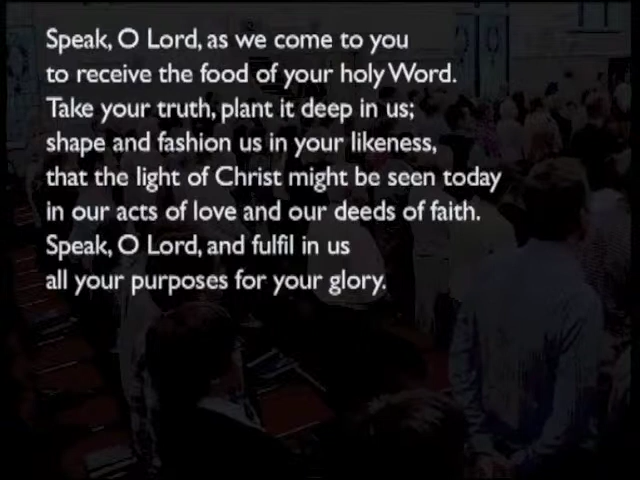 Speak, O Lord, as we come to you
to receive the food of your holy Word.
Take your truth, plant it deep in us;
shape and fashion us in your likeness,
that the light of Christ might be seen today
in our acts of love and our deeds of faith.
Speak, O Lord, and fulfil in us
all your purposes for your glory.